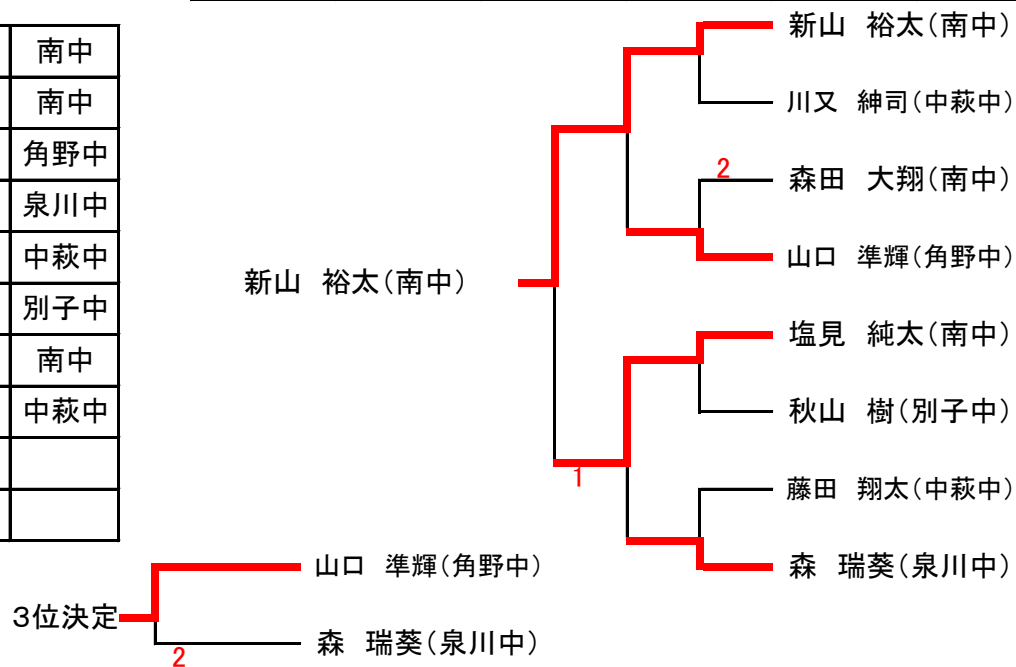 南中
南中
角野中
泉川中
中萩中
別子中
南中
中萩中
新山　裕太(南中)
川又　紳司(中萩中)
2
森田　大翔(南中)
山口　準輝(角野中)
新山　裕太(南中)
塩見　純太(南中)
秋山　樹(別子中)
1
藤田　翔太(中萩中)
森　瑞葵(泉川中)
山口　準輝(角野中)
3位決定
森　瑞葵(泉川中)
2